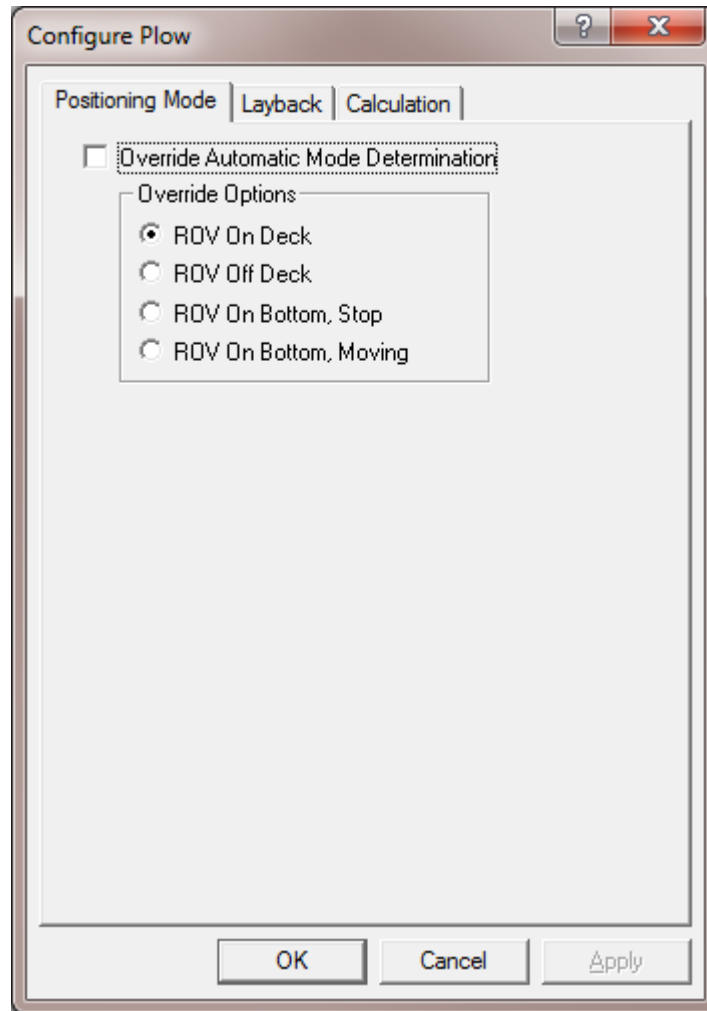 Configure Plow
Positioning Mode Layback Calculation
Override Automatic Mode Determination
Override Options
ROV On Deck
ROV Off Deck
ROV On Bottom, Stop
ROV On Bottom, Moving
OK Cancel Apply